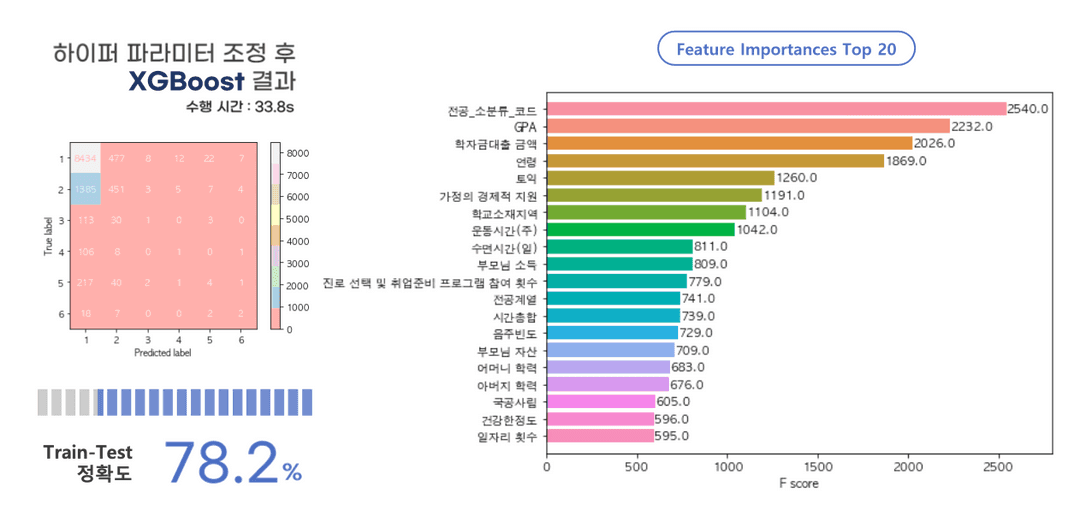 하이퍼 파라미터 조정 후
XGBoost 결과
수행 시간 : 33.8s
True label
1 8434 477 8 12 22 7
2 1385 451 3 5 7 4
3 113 30 1 0 3 0
4 106 8 0 1 0 1
5 217 40 2 1 4 1
6 18 7 0 0 2 2
1 2 3 4 5 6
Predicted label
8000
7000
6000
5000
4000
3000
2000
1000
0
Train-Test
정확도
78.2%
Feature Importances Top 20
전공_소분류_코드 2540.0
GPA 2232.0
학자금대출 금액 2026.0
연령 1869.0
토익 1260.0
가정의 경제적 지원 1191.0
학교소재지역 1104.0
운동시간(주) 1042.0
수면시간(일) 811.0
부모님 소득 809.0
진로 선택 및 취업준비 프로그램 참여 횟수 779.0
전공계열 741.0
시간총합 739.0
음주빈도 729.0
부모님 자산 709.0
어머니 학력 683.0
아버지 학력 676.0
국공사립 605.0
건강한정도 596.0
일자리 횟수 595.0
0 500 1000 1500 2000 2500
F score